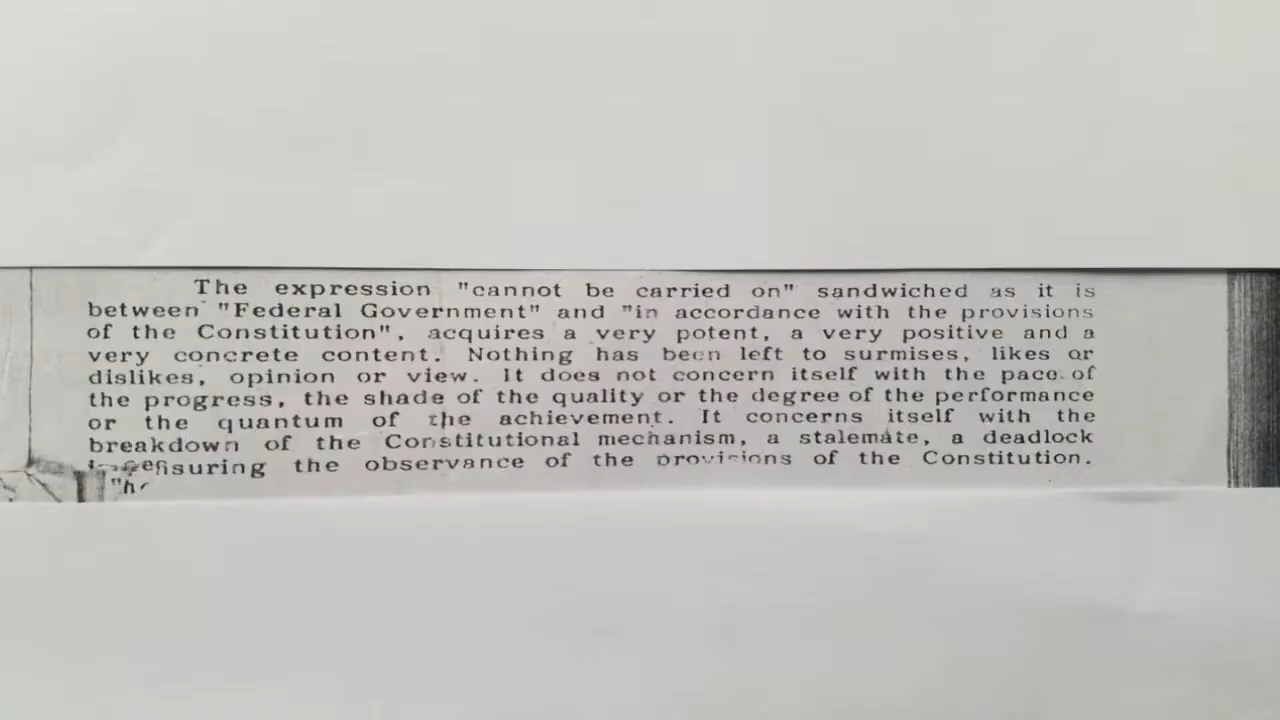 The expression "cannot be carried on" sandwiched as it is
between "Federal Government" and "in accordance with the provisions
of the Constitution", acquires a very potent, a very positive and a
very concrete content. Nothing has been left to surmises, likes or
dislikes, opinion or view. It does not concern itself with the pace of
the progress, the shade of the quality or the degree of the performance
or the quantum of the achievement. It concerns itself with the
breakdown of the Constitutional mechanism, a stalemate, a deadlock
the observance of the provisions of the Constitution.